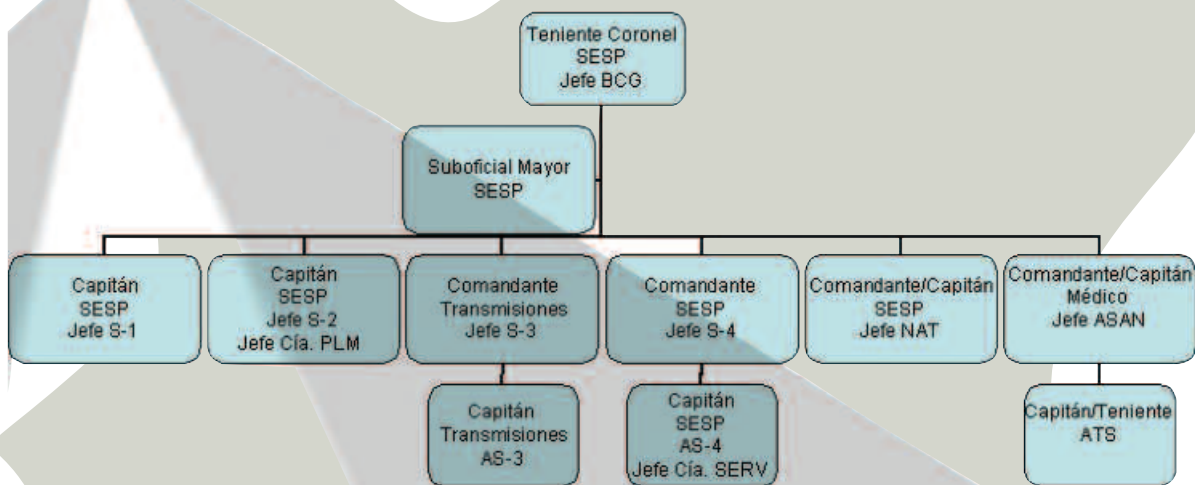 Teniente Coronel
SESP
Jefe BCG
Suboficial Mayor
SESP
Capitán
SESP
Jefe S-1
Capitán
SESP
Jefe S-2
Jefe Cía. PLM
Comandante
Transmisiones
Jefe S-3
Comandante
SESP
Jefe S-4
Comandante/Capitán
SESP
Jefe NAT
Comandante/Capitán
Médico
Jefe ASAN
Capitán
Transmisiones
AS-3
Capitán
SESP
AS-4
Jefe Cía. SERV
Capitán/Teniente
ATS